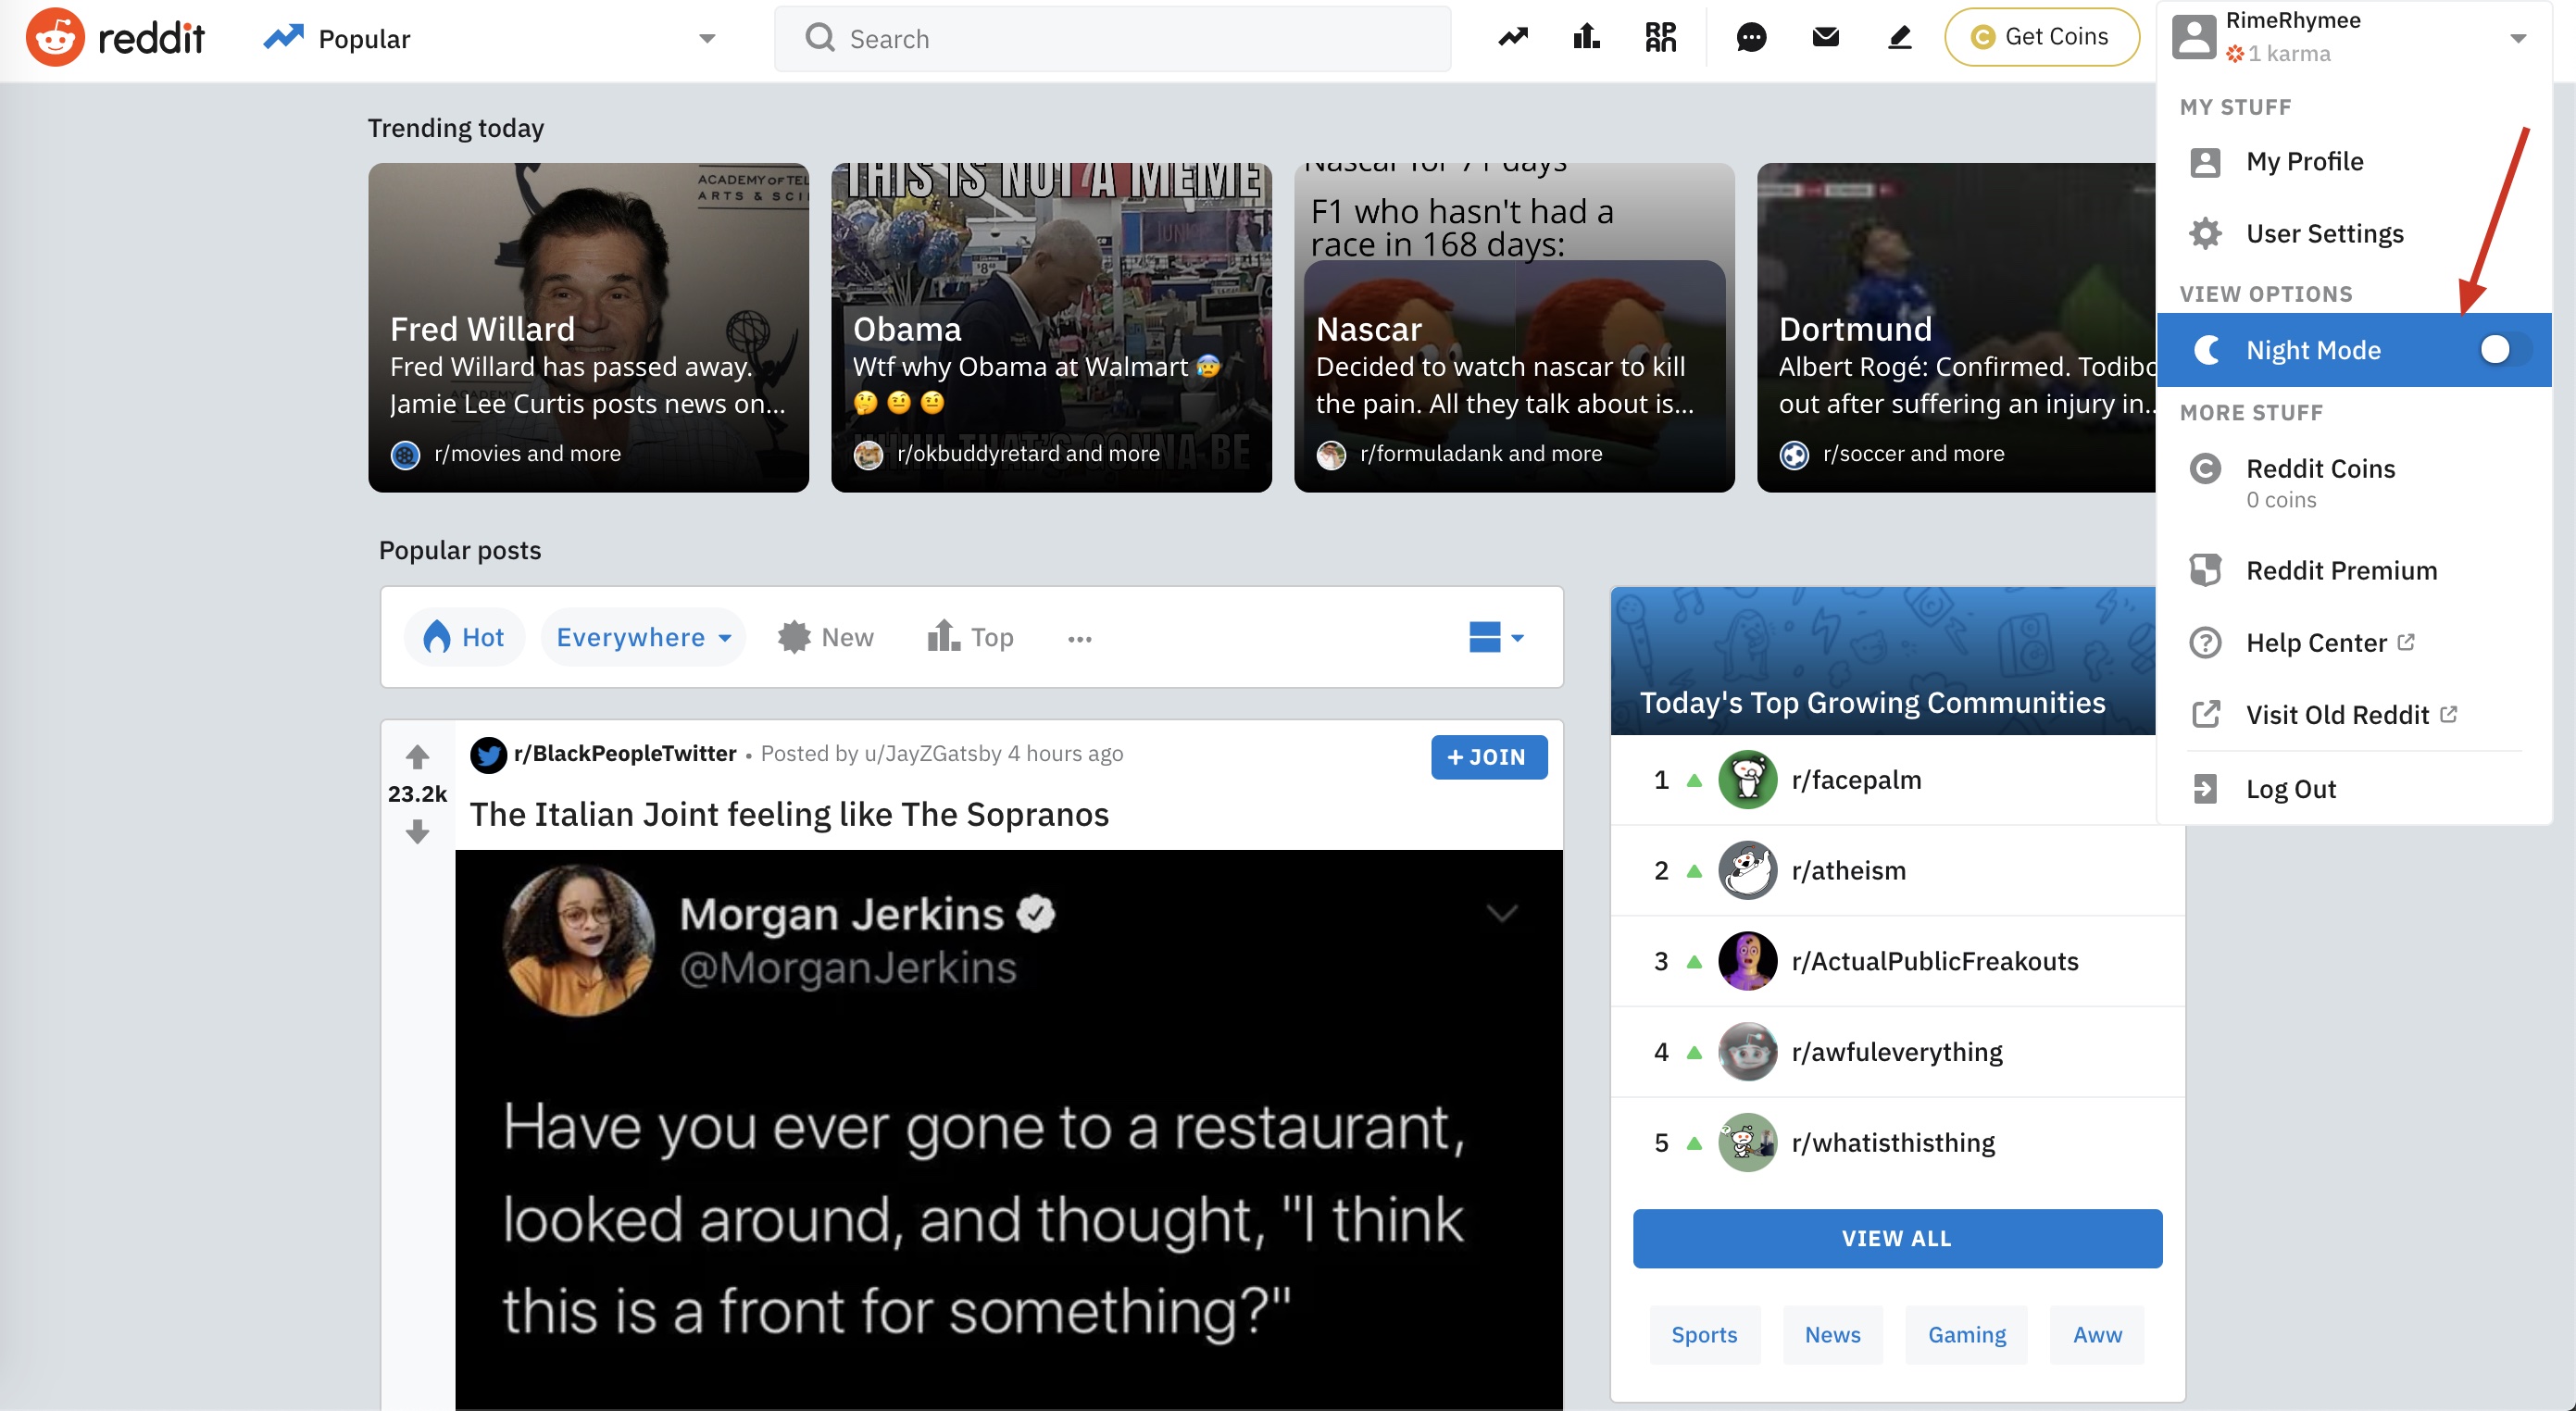 reddit
Popular
Search
RPAN
Get Coins
RimeRhymee
1 karma
MY STUFF
My Profile
User Settings
VIEW OPTIONS
Night Mode
MORE STUFF
Reddit Coins
0 coins
Reddit Premium
Help Center
Visit Old Reddit
Log Out
Trending today
ACADEMY OF TEL
ARTS & SCI
Fred Willard
Fred Willard has passed away.
Jamie Lee Curtis posts news on...
r/movies and more
THIS IS NOT A MEME
Obama
Wtf why Obama at Walmart 😰
🤔 🤨 🤨
THAT'S GONNA BE
r/okbuddyretard and more
Nascar for 71 days
F1 who hasn't had a
race in 168 days:
Nascar
Decided to watch nascar to kill
the pain. All they talk about is...
r/formuladank and more
Dortmund
Albert Rogé: Confirmed. Todibo
out after suffering an injury in..
r/soccer and more
Popular posts
Hot
Everywhere
New
Top
...
r/BlackPeopleTwitter • Posted by u/JayZGatsby 4 hours ago
+ JOIN
23.2k
The Italian Joint feeling like The Sopranos
Morgan Jerkins
@MorganJerkins
Have you ever gone to a restaurant,
looked around, and thought, "I think
this is a front for something?"
Today's Top Growing Communities
1 r/facepalm
2 r/atheism
3 r/ActualPublicFreakouts
4 r/awfuleverything
5 r/whatisthisthing
VIEW ALL
Sports
News
Gaming
Aww